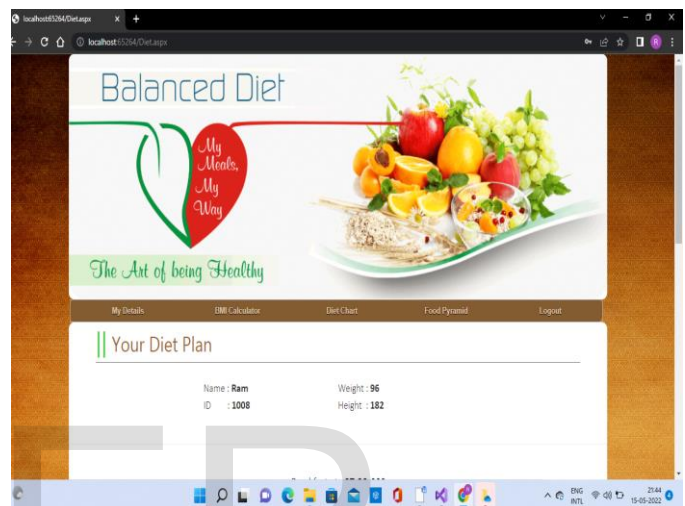 localhost:65264/Diet.aspx
localhost:65264/Diet.aspx
Balanced Diet
My
Meals,
My
Way
The Art of being Healthy
My Details BMI Calculator Diet Chart Food Pyramid Logout
Your Diet Plan
Name : Ram Weight : 96
ID : 1008 Height : 182
ENG
INTL
21:44
15-05-2022